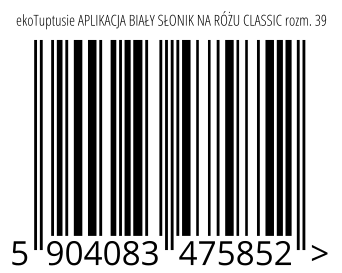 ekoTuptusie APLIKACJA BIAŁY SŁONIK NA RÓŻU CLASSIC rozm. 39
5 904083 475852 >